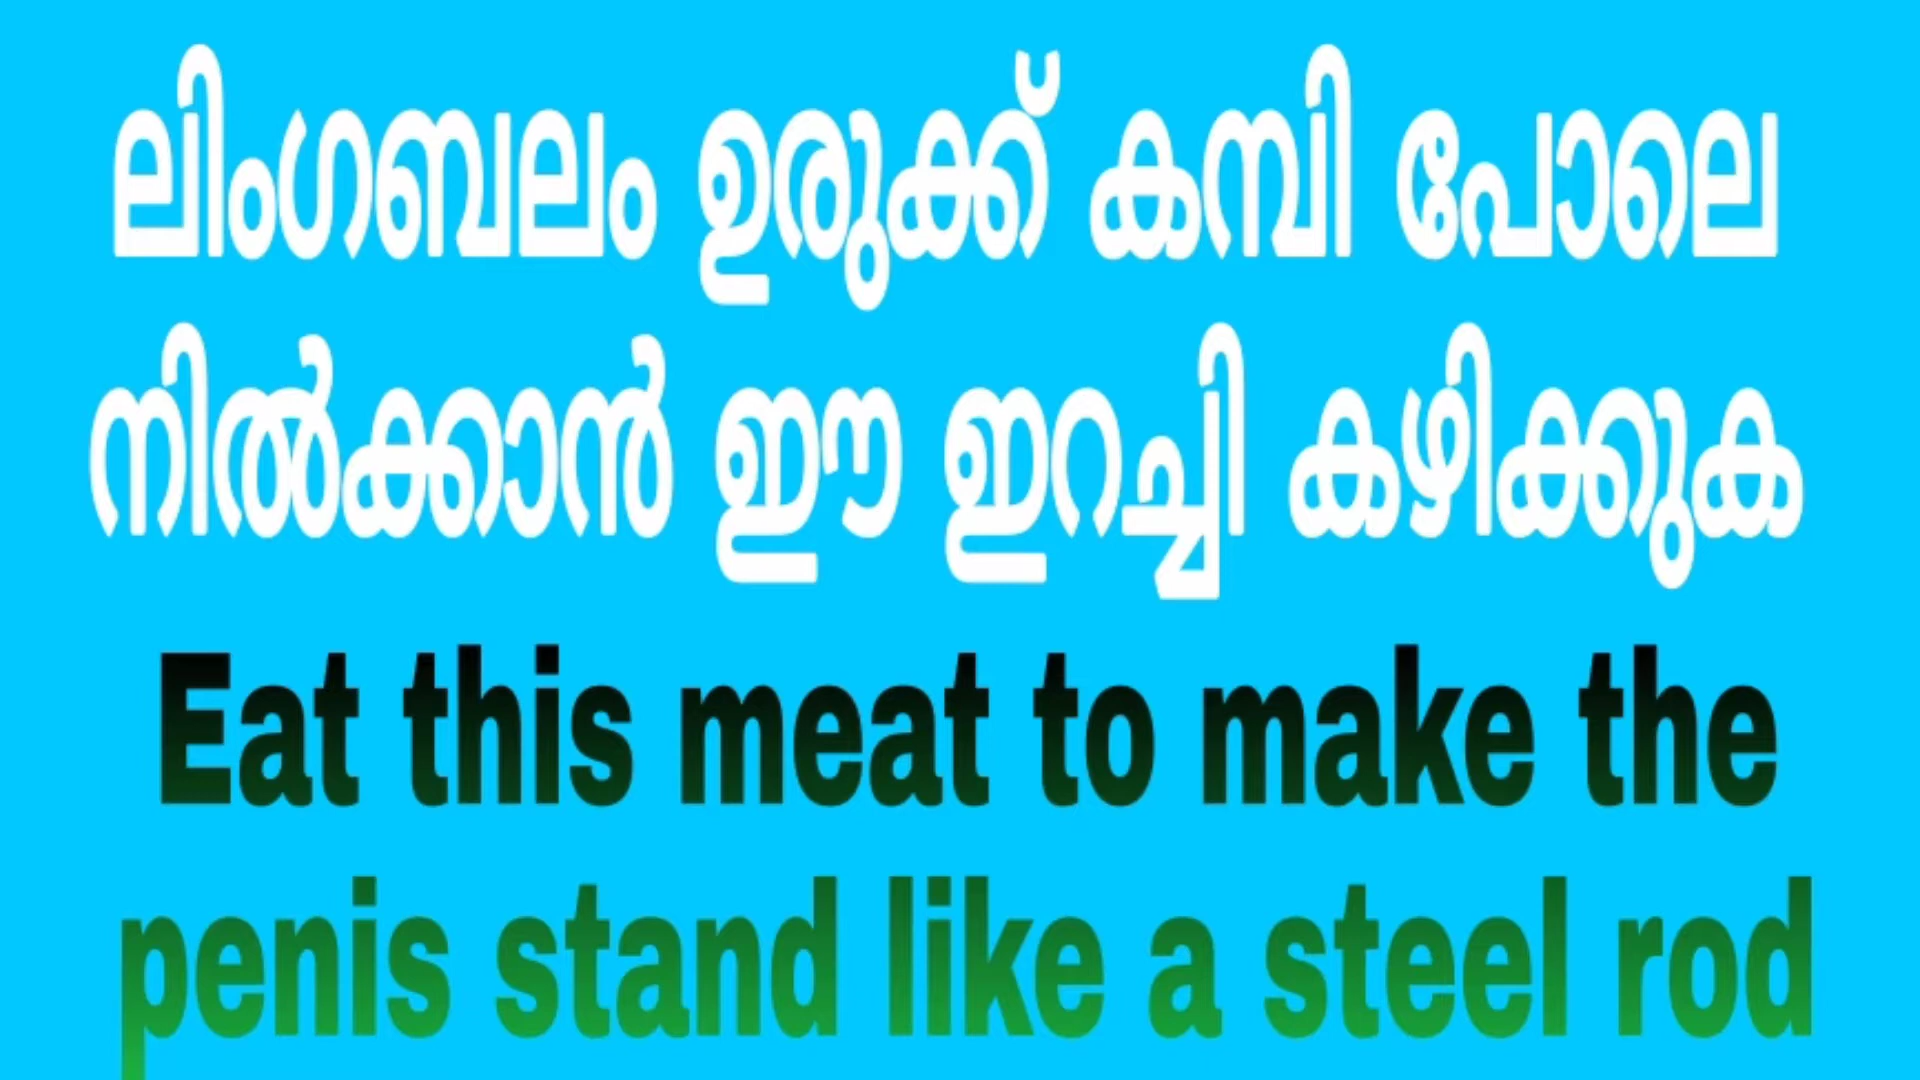 ലിംഗബലം ഉരുക്ക് കമ്പി പോലെ
നിൽക്കാൻ ഈ ഇറച്ചി കഴിക്കുക
Eat this meat to make the
penis stand like a steel rod